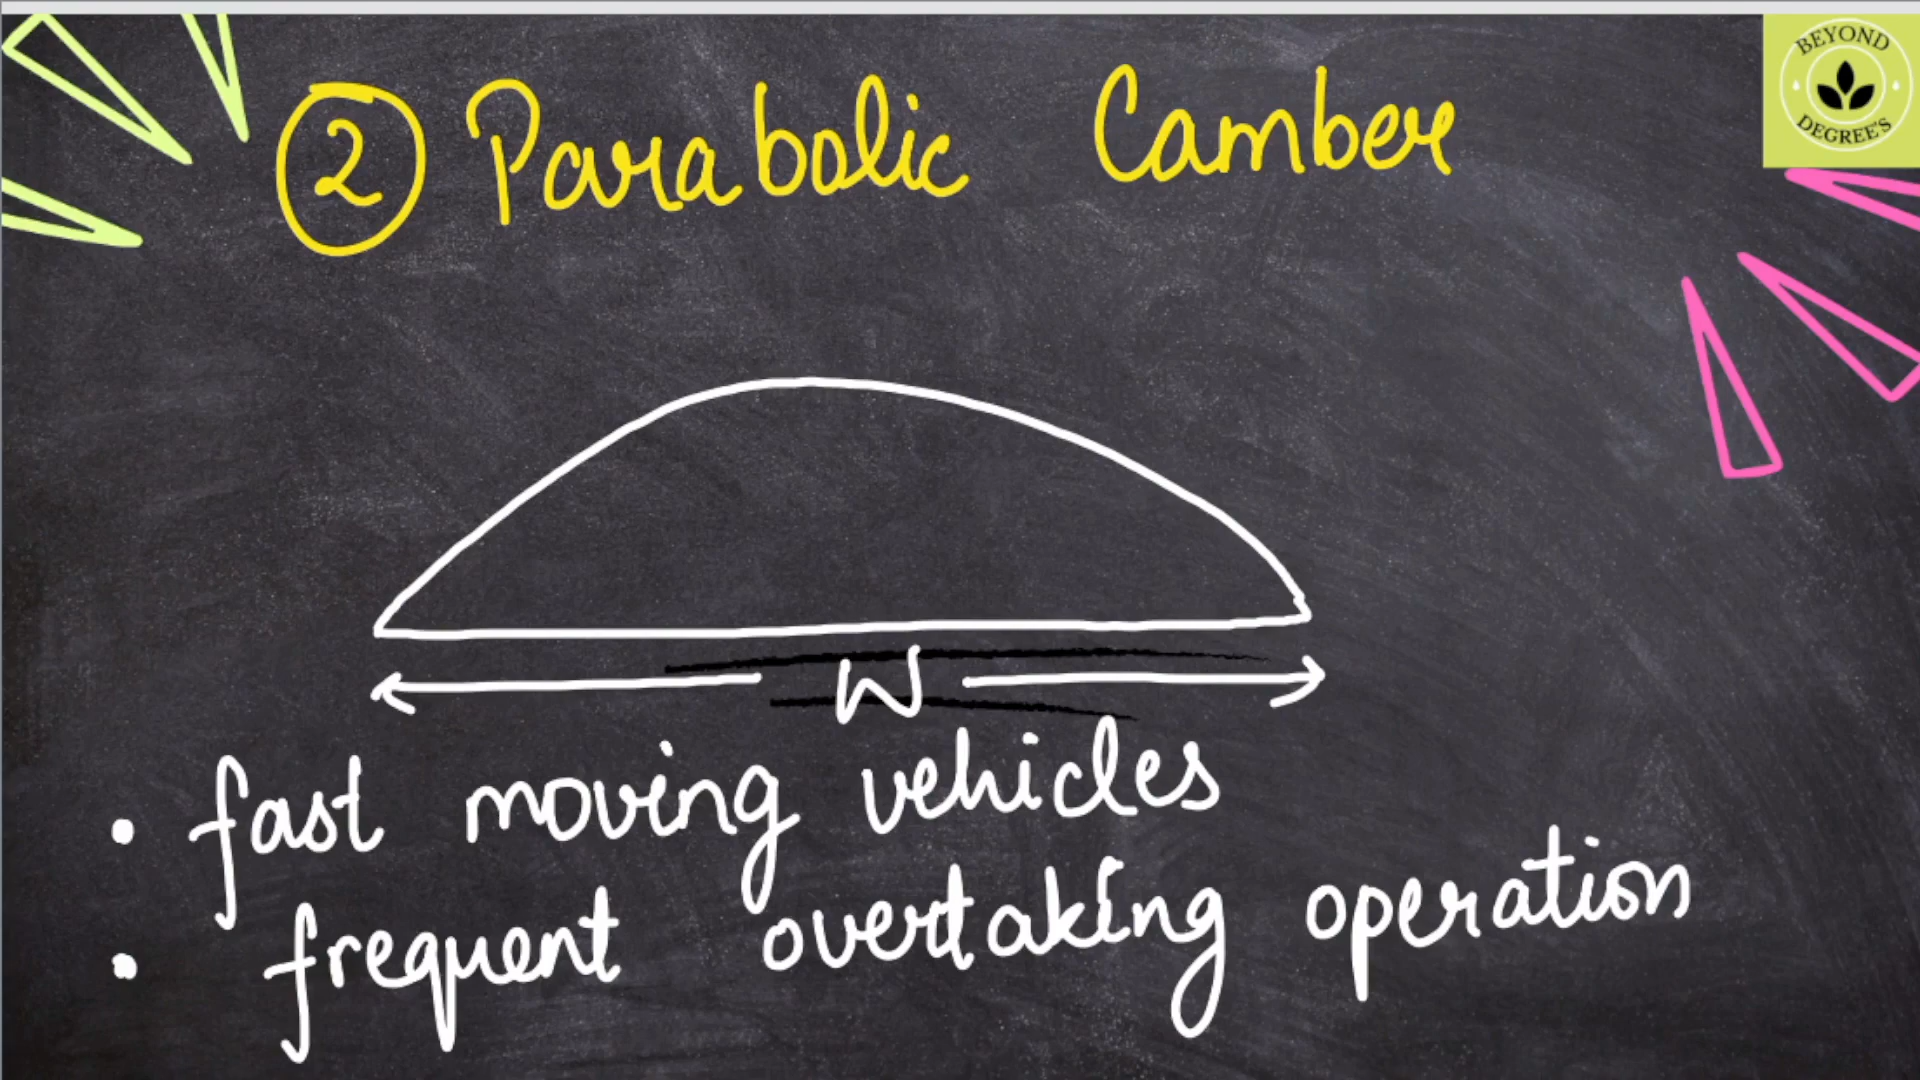 BEYOND
DEGREE'S
2 Parabolic Camber
W
• fast moving vehicles
• frequent overtaking operation